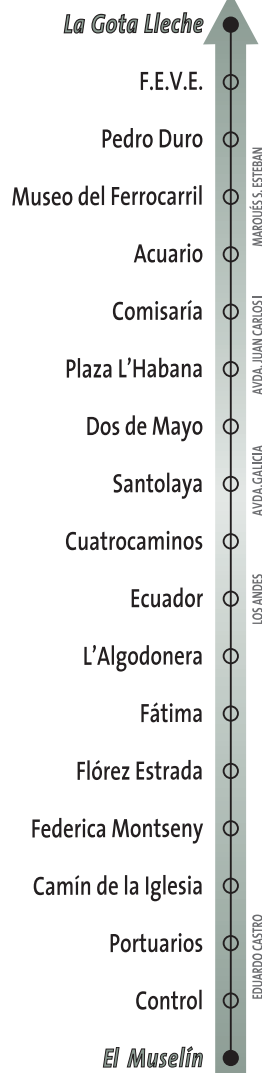 La Gota Lleche
F.E.V.E.
Pedro Duro
Museo del Ferrocarril
MARQUÉS S. ESTEBAN
Acuario
Comisaría
AVDA. JUAN CARLOS I
Plaza L'Habana
Dos de Mayo
Santolaya
AVDA.GALICIA
Cuatrocaminos
Ecuador
LOS ANDES
L'Algodonera
Fátima
Flórez Estrada
Federica Montseny
Camín de la Iglesia
Portuarios
EDUARDO CASTRO
Control
El Muselín